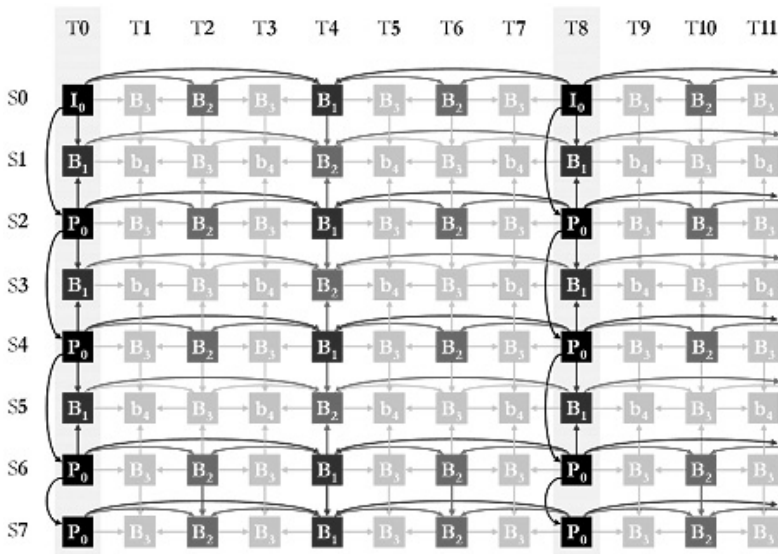 T0 T1 T2 T3 T4 T5 T6 T7 T8 T9 T10 T11
S0 I₀ B₃ B₂ B₃ B₁ B₃ B₂ B₃ I₀ B₃ B₂ B₃
S1 B₁ b₄ B₃ b₄ B₂ b₄ B₃ b₄ B₁ b₄ B₃ b₄
S2 P₀ B₃ B₂ B₃ B₁ B₃ B₂ B₃ P₀ B₃ B₂ B₃
S3 B₁ b₄ B₃ b₄ B₂ b₄ B₃ b₄ B₁ b₄ B₃ b₄
S4 P₀ B₃ B₂ B₃ B₁ B₃ B₂ B₃ P₀ B₃ B₂ B₃
S5 B₁ b₄ B₃ b₄ B₂ b₄ B₃ b₄ B₁ b₄ B₃ b₄
S6 P₀ B₃ B₂ B₃ B₁ B₃ B₂ B₃ P₀ B₃ B₂ B₃
S7 P₀ B₃ B₂ B₃ B₁ B₃ B₂ B₃ P₀ B₃ B₂ B₃